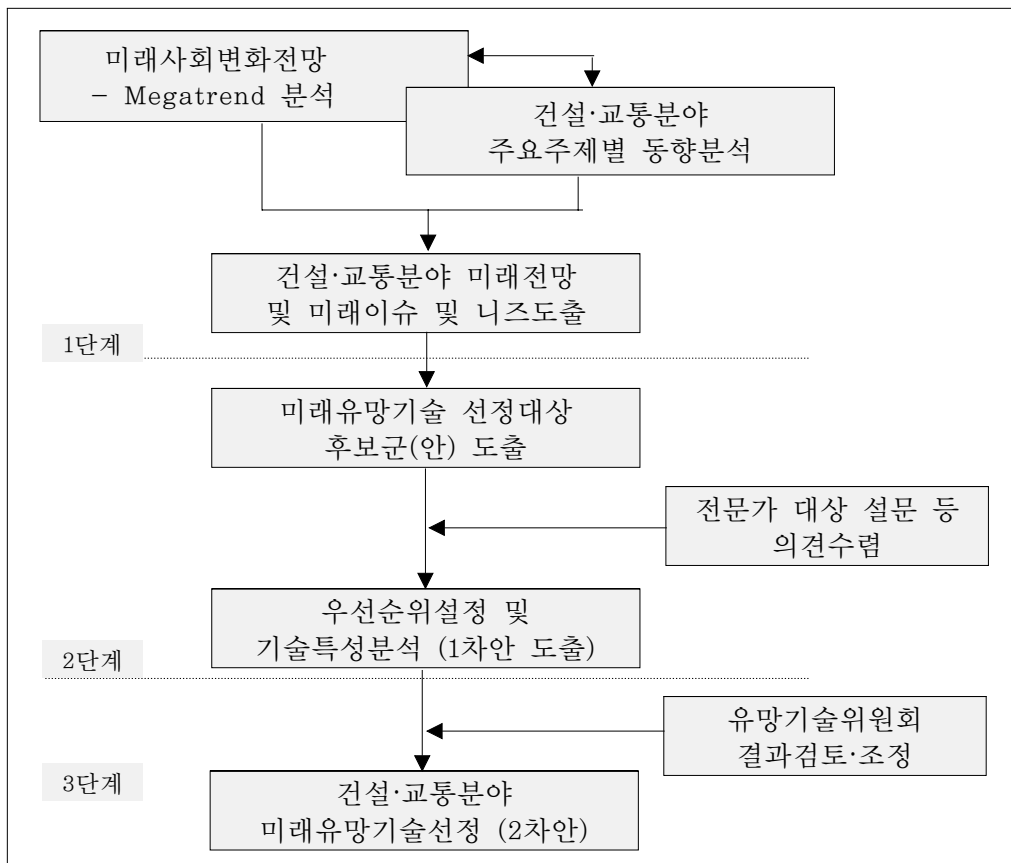 미래사회변화전망
- Megatrend 분석
건설·교통분야
주요주제별 동향분석
건설·교통분야 미래전망
및 미래이슈 및 니즈도출
1단계
미래유망기술 선정대상
후보군(안) 도출
전문가 대상 설문 등
의견수렴
우선순위설정 및
기술특성분석 (1차안 도출)
2단계
유망기술위원회
결과검토·조정
3단계
건설·교통분야
미래유망기술선정 (2차안)